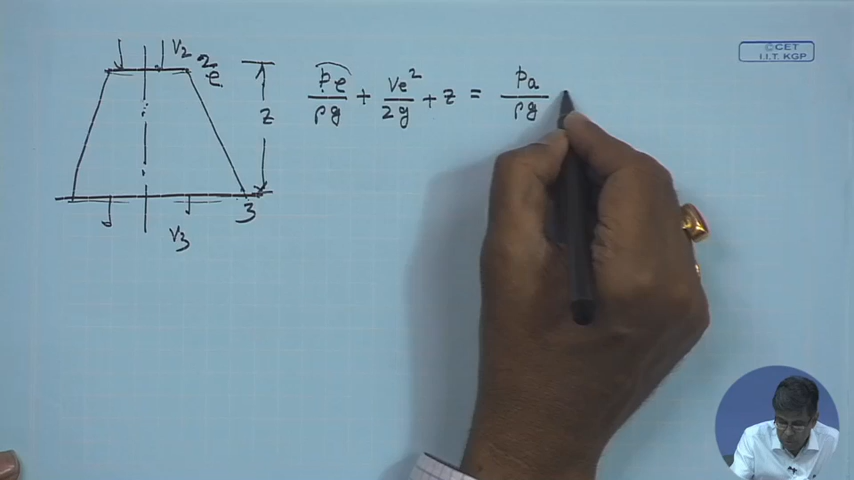 ©CET
I.I.T. KGP
V2 2
e
z
3
V3
pe/ρg + Ve²/2g + z = pa/ρg